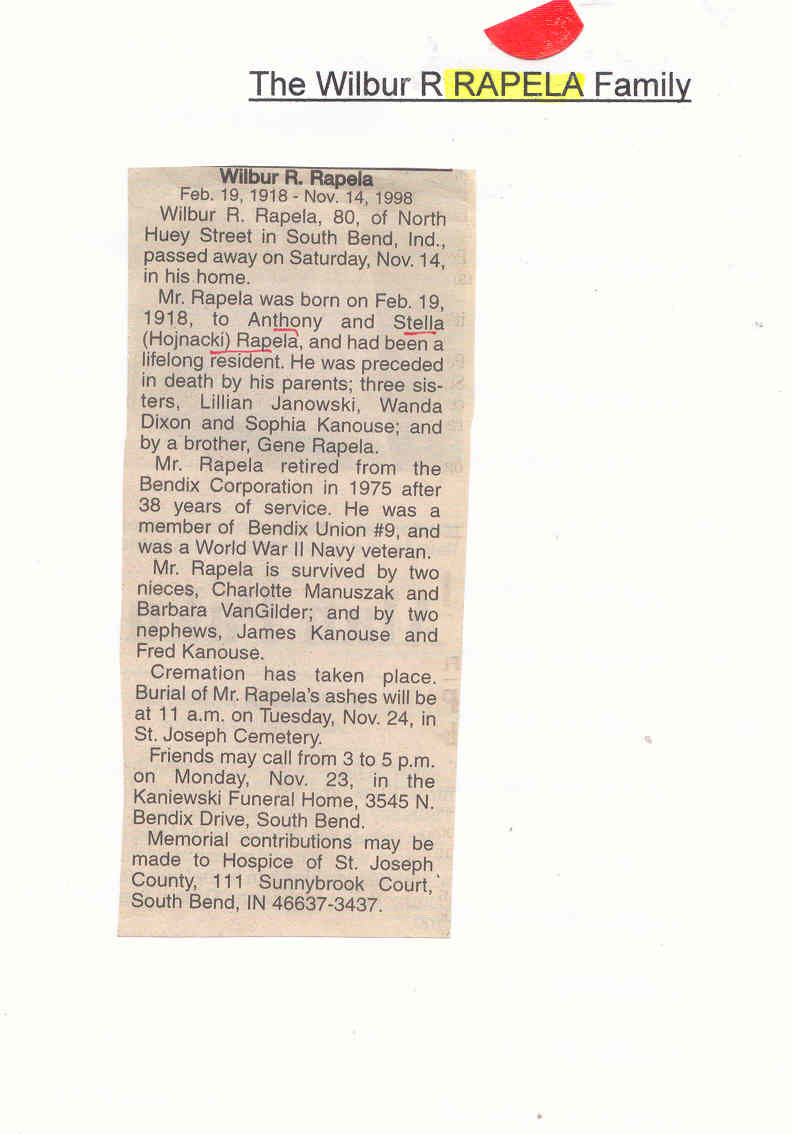 The Wilbur R RAPELA Family
Wilbur R. Rapela
Feb. 19, 1918 - Nov. 14, 1998
Wilbur R. Rapela, 80, of North
Huey Street in South Bend, Ind.,
passed away on Saturday, Nov. 14,
in his home.
Mr. Rapela was born on Feb. 19,
1918, to Anthony and Stella
(Hojnacki) Rapela, and had been a
lifelong resident. He was preceded
in death by his parents; three sis-
ters, Lillian Janowski, Wanda
Dixon and Sophia Kanouse; and
by a brother, Gene Rapela.
Mr. Rapela retired from the
Bendix Corporation in 1975 after
38 years of service. He was a
member of Bendix Union #9, and
was a World War II Navy veteran.
Mr. Rapela is survived by two
nieces, Charlotte Manuszak and
Barbara VanGilder; and by two
nephews, James Kanouse and
Fred Kanouse.
Cremation has taken place.
Burial of Mr. Rapela's ashes will be
at 11 a.m. on Tuesday, Nov. 24, in
St. Joseph Cemetery.
Friends may call from 3 to 5 p.m.
on Monday, Nov. 23, in the
Kaniewski Funeral Home, 3545 N.
Bendix Drive, South Bend.
Memorial contributions may be
made to Hospice of St. Joseph
County, 111 Sunnybrook Court,
South Bend, IN 46637-3437.